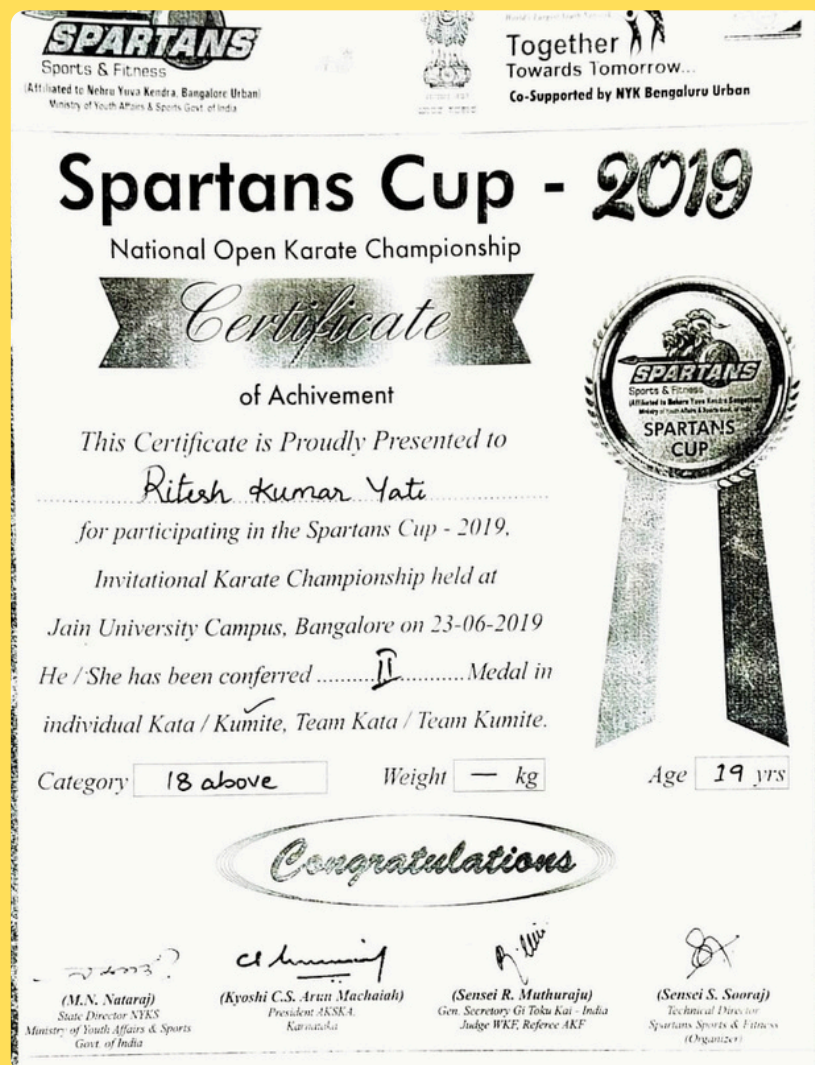 SPARTANS
Sports & Fitness
(Affiliated to Nehru Yuva Kendra, Bangalore Urban)
Ministry of Youth Affairs & Sports Govt. of India
Together
Towards Tomorrow...
Co-Supported by NYK Bengaluru Urban
Spartans Cup - 2019
National Open Karate Championship
Certificate
of Achivement
This Certificate is Proudly Presented to
Ritesh Kumar Yati
for participating in the Spartans Cup - 2019,
Invitational Karate Championship held at
Jain University Campus, Bangalore on 23-06-2019
He / She has been conferred ..........II........... Medal in
individual Kata / Kumite, Team Kata / Team Kumite.
SPARTANS
Sports & Fitness
SPARTANS
CUP
Category 18 above Weight — kg Age 19 yrs
Congratulations
(M.N. Nataraj)
State Director NYKS
Ministry of Youth Affairs & Sports
Govt. of India
(Kyoshi C.S. Arun Machaiah)
President AKSKA
Karnataka
(Sensei R. Muthuraju)
Gen. Secretory Gi Toku Kai - India
Judge WKF, Referee AKF
(Sensei S. Sooraj)
Technical Director
Spartans Sports & Fitness
(Organizer)